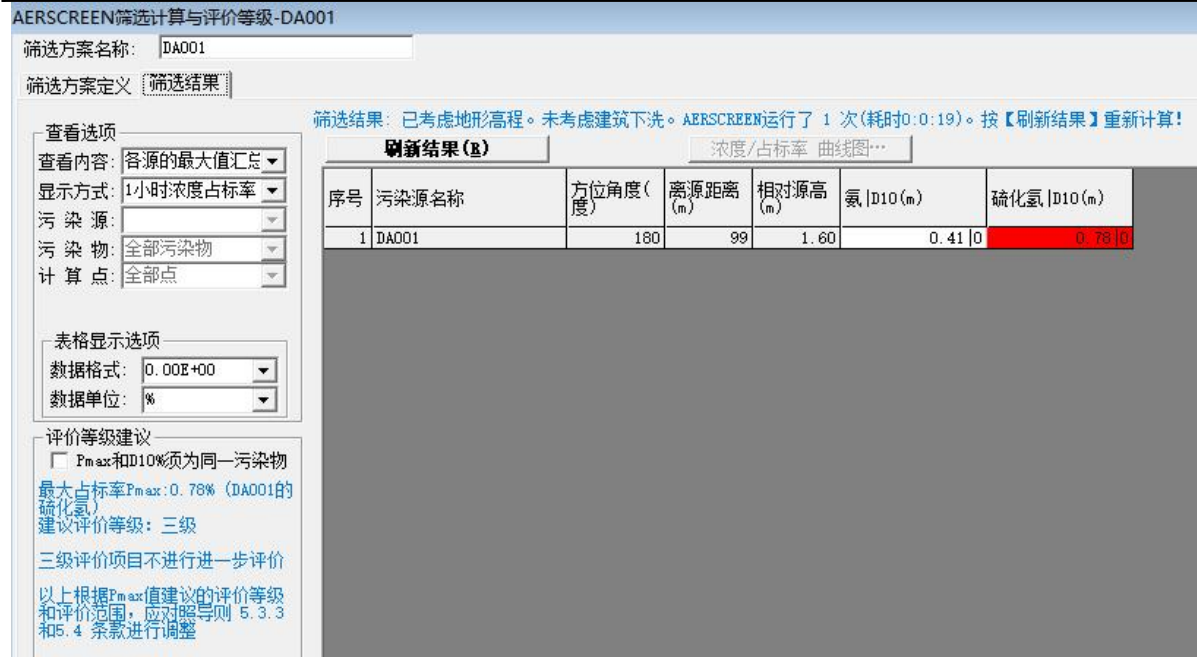 AERSCREEN筛选计算与评价等级-DA001
筛选方案名称: DA001
筛选方案定义 筛选结果
筛选结果: 已考虑地形高程。未考虑建筑下洗。AERSCREEN运行了 1 次(耗时0:0:19)。按【刷新结果】重新计算!
查看选项
查看内容: 各源的最大值汇总
显示方式: 1小时浓度占标率
污 染 源:
污 染 物: 全部污染物
计 算 点: 全部点
刷新结果(R)
浓度/占标率 曲线图…
序号 污染源名称 方位角度(度) 离源距离(m) 相对源高(m) 氨|D10(m) 硫化氢|D10(m)
1 DA001 180 99 1.60 0.41|0 0.78|0
表格显示选项
数据格式: 0.00E+00
数据单位: %
评价等级建议
Pmax和D10%须为同一污染物
最大占标率Pmax:0.78% (DA001的
硫化氢)
建议评价等级: 三级
三级评价项目不进行进一步评价
以上根据Pmax值建议的评价等级
和评价范围,应对照导则 5.3.3
和5.4 条款进行调整